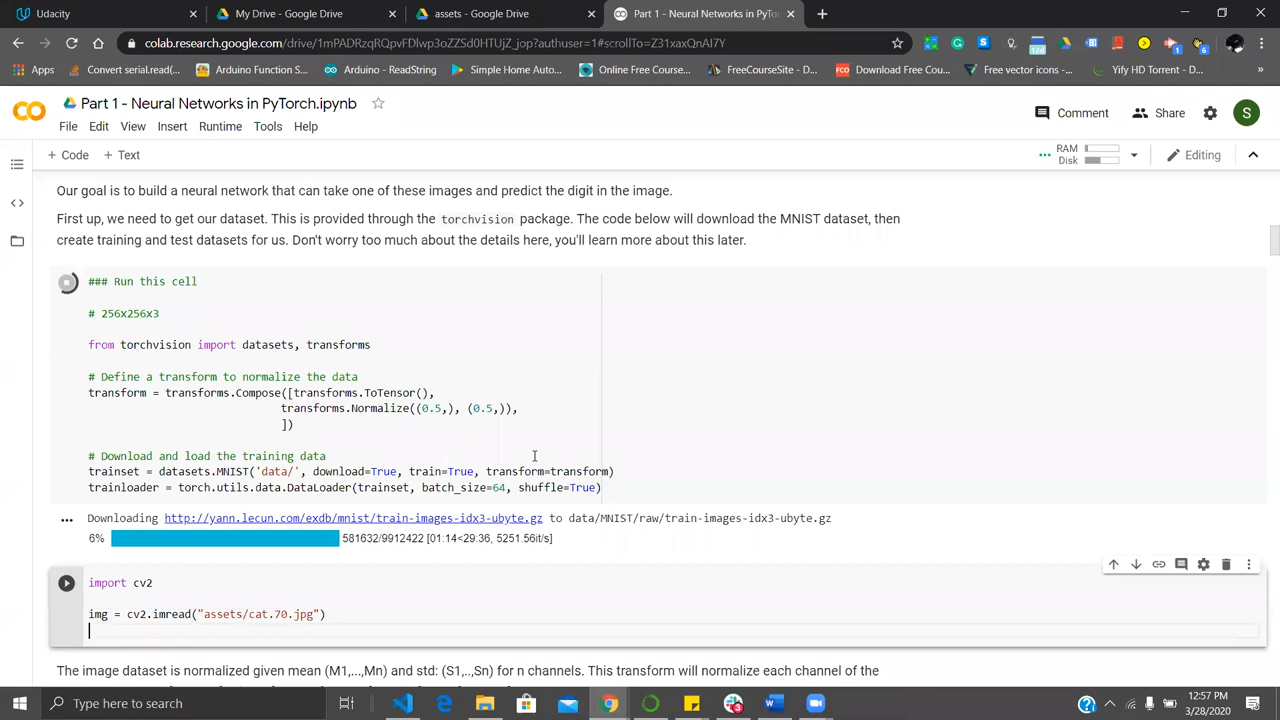 Udacity
My Drive - Google Drive
assets - Google Drive
Part 1 - Neural Networks in PyTor
colab.research.google.com/drive/1mPADRzqRQpvFDlwp3oZZSd0HTUjZ_jop?authuser=1#scrollTo=Z31xaxQnAI7Y
Apps
Convert serial.read(...
Arduino Function S...
Arduino - ReadString
Simple Home Auto...
Online Free Course...
FreeCourseSite - D...
Download Free Cou...
Free vector icons -...
Yify HD Torrent - D...
Part 1 - Neural Networks in PyTorch.ipynb
Comment
Share
S
File Edit View Insert Runtime Tools Help
+ Code + Text
RAM
Disk
Editing
Our goal is to build a neural network that can take one of these images and predict the digit in the image.
First up, we need to get our dataset. This is provided through the torchvision package. The code below will download the MNIST dataset, then
create training and test datasets for us. Don't worry too much about the details here, you'll learn more about this later.
### Run this cell
# 256x256x3
from torchvision import datasets, transforms
# Define a transform to normalize the data
transform = transforms.Compose([transforms.ToTensor(),
transforms.Normalize((0.5,), (0.5,)),
])
# Download and load the training data
trainset = datasets.MNIST('data/', download=True, train=True, transform=transform)
trainloader = torch.utils.data.DataLoader(trainset, batch_size=64, shuffle=True)
Downloading http://yann.lecun.com/exdb/mnist/train-images-idx3-ubyte.gz to data/MNIST/raw/train-images-idx3-ubyte.gz
6% 581632/9912422 [01:14<29:36, 5251.56it/s]
import cv2
img = cv2.imread("assets/cat.70.jpg")
The image dataset is normalized given mean (M1,...,Mn) and std: (S1,..,Sn) for n channels. This transform will normalize each channel of the
Type here to search
12:57 PM
3/28/2020